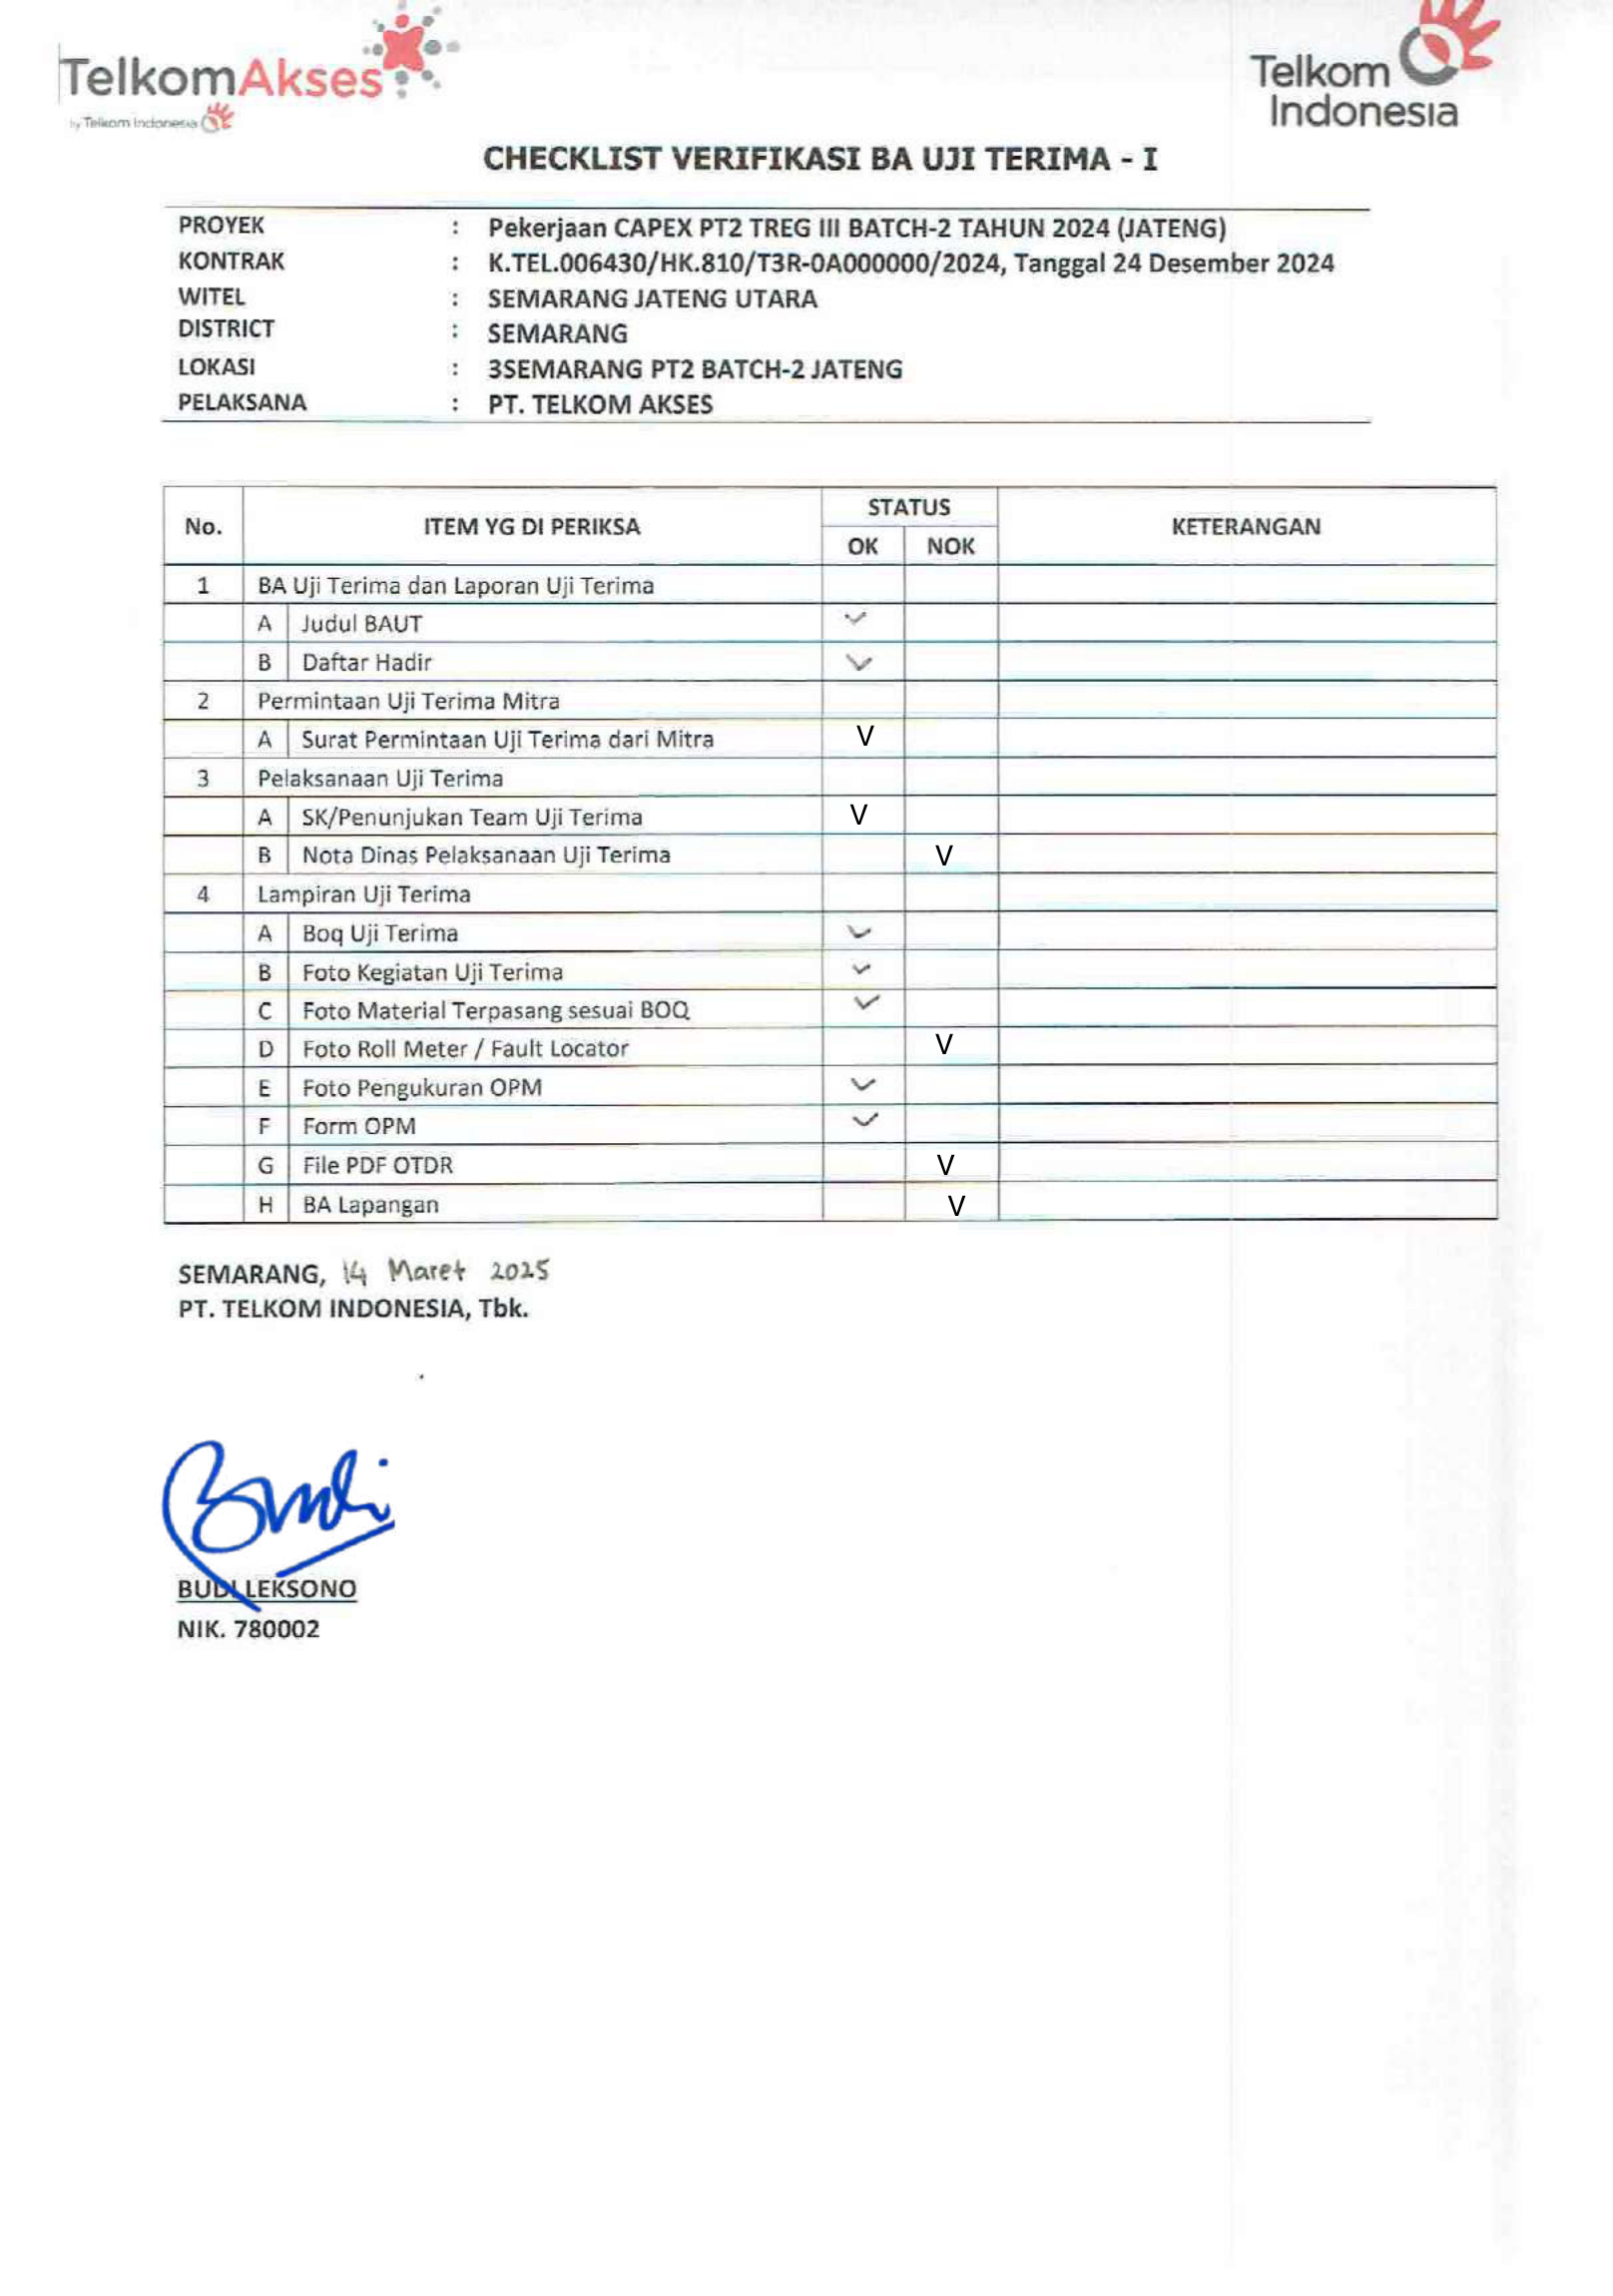 TelkomAkses
by Telkom Indonesia
Telkom
Indonesia
CHECKLIST VERIFIKASI BA UJI TERIMA - I
PROYEK : Pekerjaan CAPEX PT2 TREG III BATCH-2 TAHUN 2024 (JATENG)
KONTRAK : K.TEL.006430/HK.810/T3R-0A000000/2024, Tanggal 24 Desember 2024
WITEL : SEMARANG JATENG UTARA
DISTRICT : SEMARANG
LOKASI : 3SEMARANG PT2 BATCH-2 JATENG
PELAKSANA : PT. TELKOM AKSES
No. ITEM YG DI PERIKSA STATUS KETERANGAN
OK NOK
1 BA Uji Terima dan Laporan Uji Terima
A Judul BAUT ✓
B Daftar Hadir ✓
2 Permintaan Uji Terima Mitra
A Surat Permintaan Uji Terima dari Mitra V
3 Pelaksanaan Uji Terima
A SK/Penunjukan Team Uji Terima V
B Nota Dinas Pelaksanaan Uji Terima V
4 Lampiran Uji Terima
A Boq Uji Terima ✓
B Foto Kegiatan Uji Terima ✓
C Foto Material Terpasang sesuai BOQ ✓
D Foto Roll Meter / Fault Locator V
E Foto Pengukuran OPM ✓
F Form OPM ✓
G File PDF OTDR V
H BA Lapangan V
SEMARANG, 14 Maret 2025
PT. TELKOM INDONESIA, Tbk.
Budi
BUDI LEKSONO
NIK. 780002